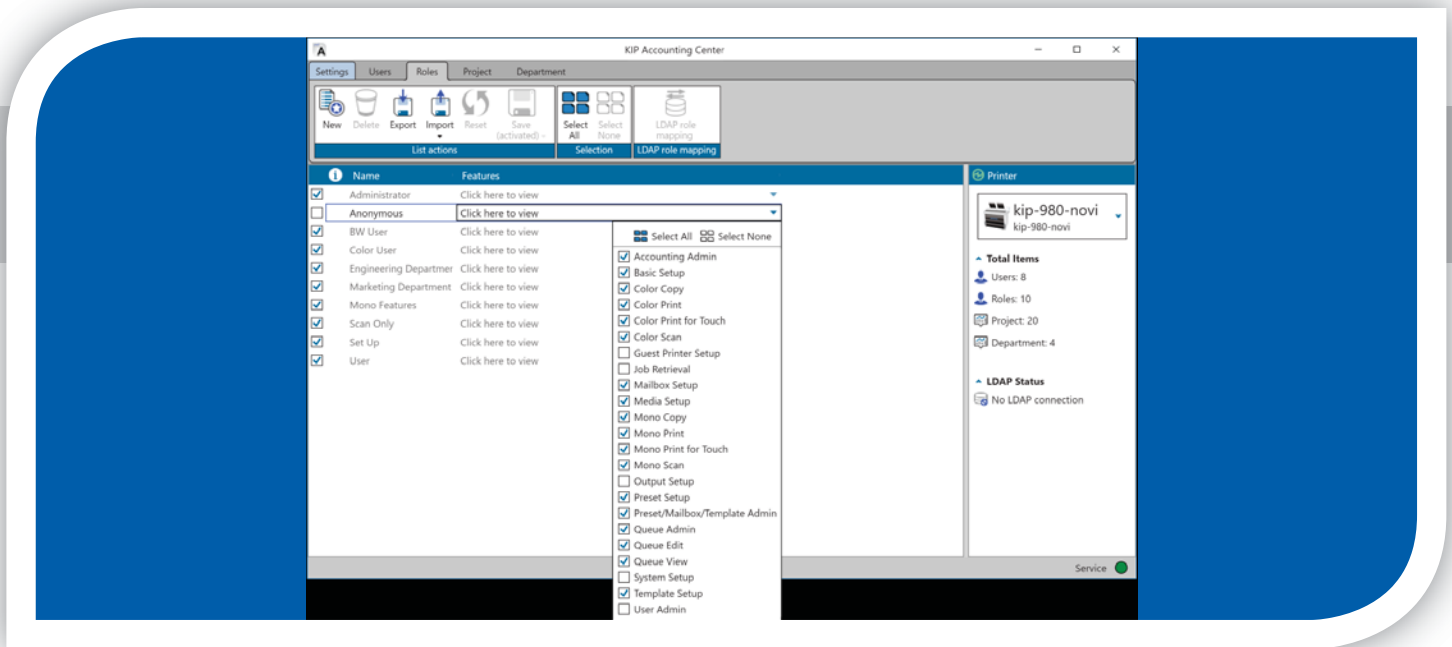 A
KIP Accounting Center
Settings Users Roles Project Department
New Delete Export Import Reset Save (activated) Select All Select None LDAP role mapping
List actions Selection LDAP role mapping
i Name Features
Administrator Click here to view
Anonymous Click here to view
BW User Click here to view
Color User Click here to view
Engineering Departmer Click here to view
Marketing Department Click here to view
Mono Features Click here to view
Scan Only Click here to view
Set Up Click here to view
User Click here to view
Select All Select None
Accounting Admin
Basic Setup
Color Copy
Color Print
Color Print for Touch
Color Scan
Guest Printer Setup
Job Retrieval
Mailbox Setup
Media Setup
Mono Copy
Mono Print
Mono Print for Touch
Mono Scan
Output Setup
Preset Setup
Preset/Mailbox/Template Admin
Queue Admin
Queue Edit
Queue View
System Setup
Template Setup
User Admin
Printer
kip-980-novi
kip-980-novi
Total Items
Users: 8
Roles: 10
Project: 20
Department: 4
LDAP Status
No LDAP connection
Service